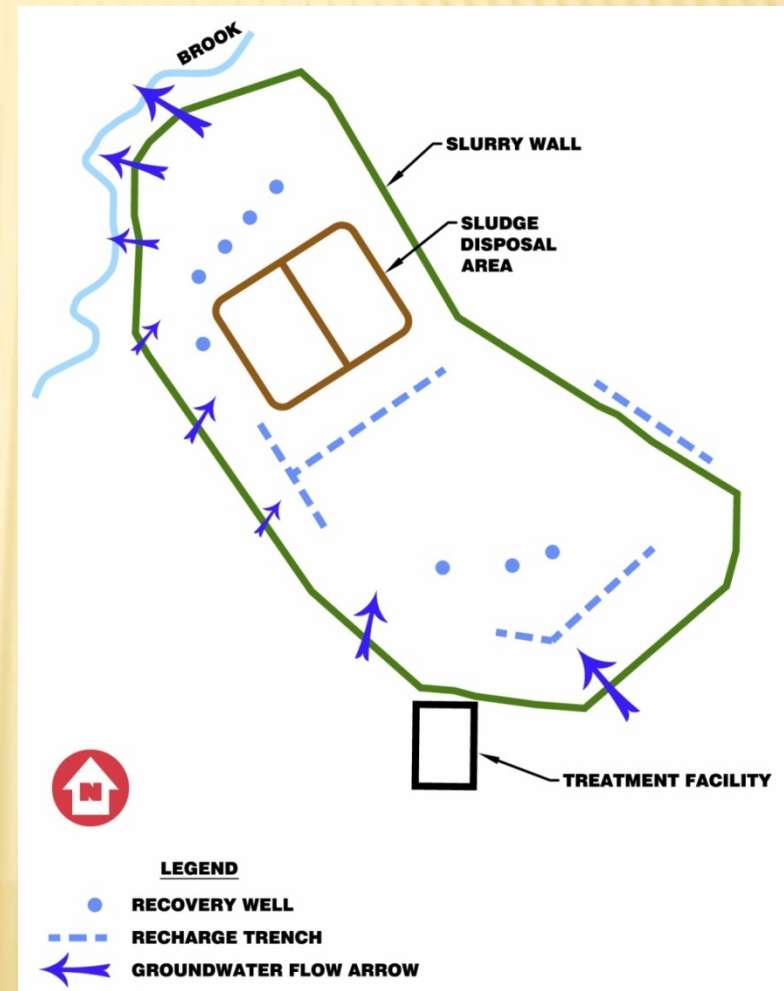 BROOK
SLURRY WALL
SLUDGE
DISPOSAL
AREA
TREATMENT FACILITY
N
LEGEND
RECOVERY WELL
RECHARGE TRENCH
GROUNDWATER FLOW ARROW